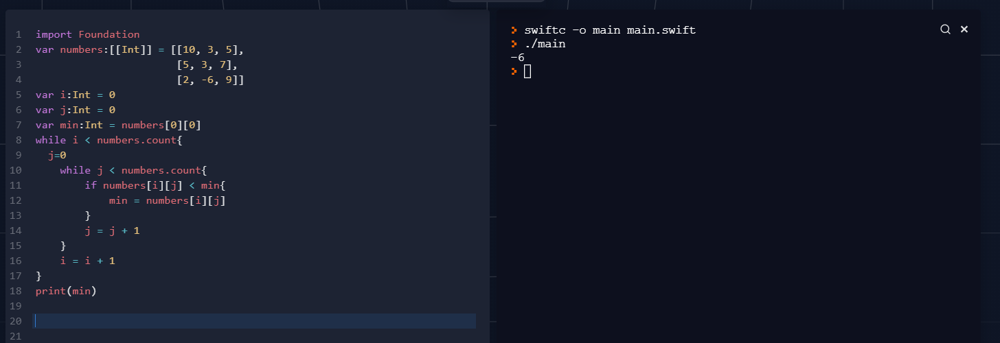 1 import Foundation
2 var numbers:[[Int]] = [[10, 3, 5],
3                        [5, 3, 7],
4                        [2, -6, 9]]
5 var i:Int = 0
6 var j:Int = 0
7 var min:Int = numbers[0][0]
8 while i < numbers.count{
9   j=0
10     while j < numbers.count{
11         if numbers[i][j] < min{
12             min = numbers[i][j]
13         }
14         j = j + 1
15     }
16     i = i + 1
17 }
18 print(min)
19
20
21
swiftc -o main main.swift
./main
-6